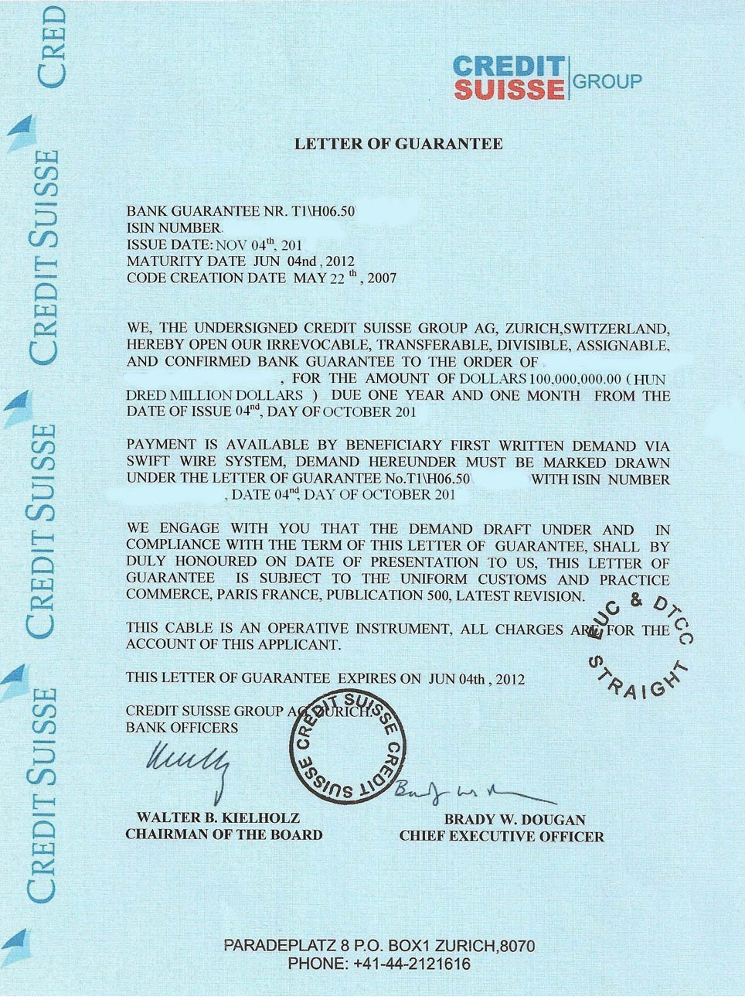 CREDIT
SUISSE
GROUP
LETTER OF GUARANTEE
BANK GUARANTEE NR. T1\H06.50
ISIN NUMBER.
ISSUE DATE: NOV 04th, 201
MATURITY DATE JUN 04nd , 2012
CODE CREATION DATE MAY 22 th , 2007
WE, THE UNDERSIGNED CREDIT SUISSE GROUP AG, ZURICH,SWITZERLAND,
HEREBY OPEN OUR IRREVOCABLE, TRANSFERABLE, DIVISIBLE, ASSIGNABLE,
AND CONFIRMED BANK GUARANTEE TO THE ORDER OF
, FOR THE AMOUNT OF DOLLARS 100,000,000.00 ( HUN
DRED MILLION DOLLARS ) DUE ONE YEAR AND ONE MONTH FROM THE
DATE OF ISSUE 04nd, DAY OF OCTOBER 201
PAYMENT IS AVAILABLE BY BENEFICIARY FIRST WRITTEN DEMAND VIA
SWIFT WIRE SYSTEM, DEMAND HEREUNDER MUST BE MARKED DRAWN
UNDER THE LETTER OF GUARANTEE No.T1\H06.50 WITH ISIN NUMBER
, DATE 04nd, DAY OF OCTOBER 201
WE ENGAGE WITH YOU THAT THE DEMAND DRAFT UNDER AND IN
COMPLIANCE WITH THE TERM OF THIS LETTER OF GUARANTEE, SHALL BY
DULY HONOURED ON DATE OF PRESENTATION TO US, THIS LETTER OF
GUARANTEE IS SUBJECT TO THE UNIFORM CUSTOMS AND PRACTICE
COMMERCE, PARIS FRANCE, PUBLICATION 500, LATEST REVISION.
THIS CABLE IS AN OPERATIVE INSTRUMENT, ALL CHARGES ARE FOR THE
ACCOUNT OF THIS APPLICANT.
EUC & DTCC
STRAIGHT
THIS LETTER OF GUARANTEE EXPIRES ON JUN 04th , 2012
CREDIT SUISSE GROUP AG, ZURICH.
BANK OFFICERS
CREDIT SUISSE CREDIT SUISSE
WALTER B. KIELHOLZ
CHAIRMAN OF THE BOARD
BRADY W. DOUGAN
CHIEF EXECUTIVE OFFICER
PARADEPLATZ 8 P.O. BOX1 ZURICH,8070
PHONE: +41-44-2121616
CREDIT SUISSE
CREDIT SUISSE
CREDIT SUISSE
CRED